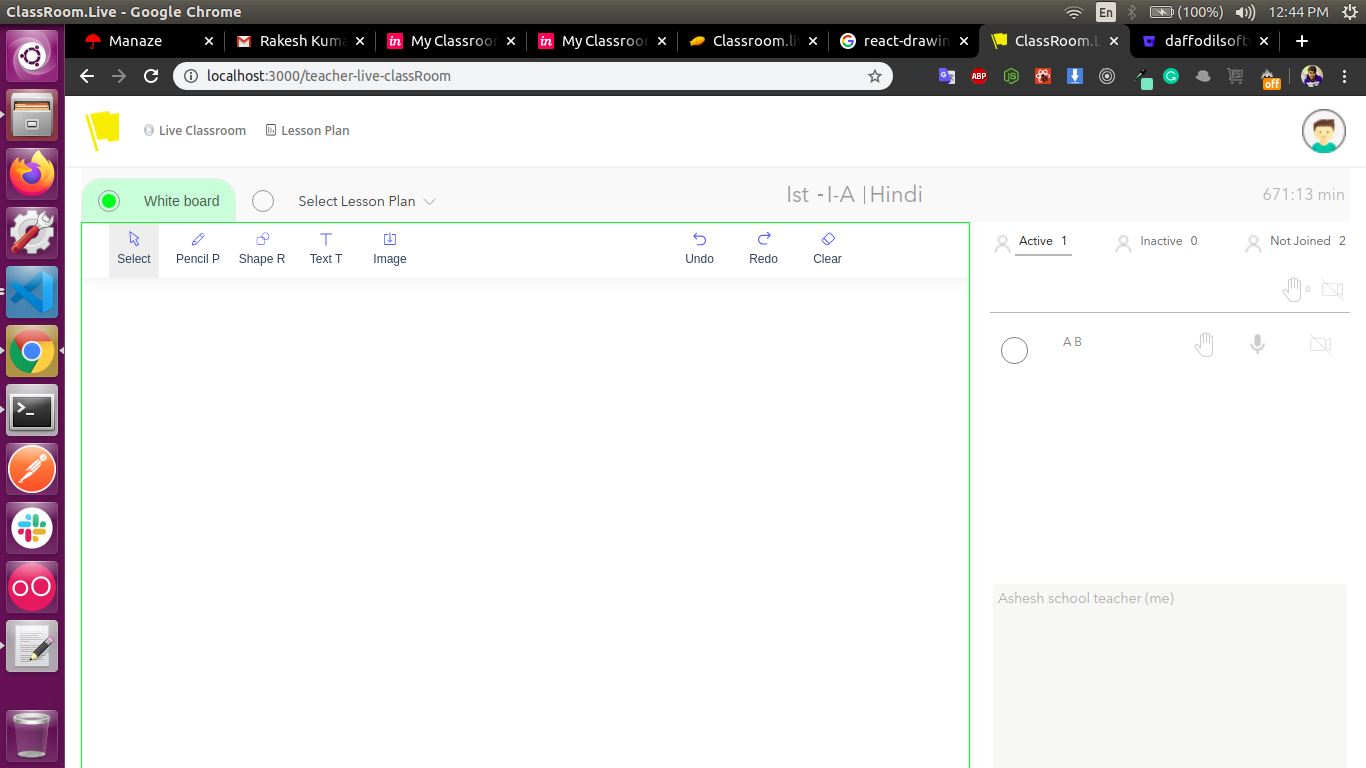 ClassRoom.Live - Google Chrome
En (100%) 12:44 PM
Manaze
Rakesh Kuma
My Classroom
My Classroom
Classroom.li
react-drawin
ClassRoom.L
daffodilsoft
localhost:3000/teacher-live-classRoom
ABP
off
Live Classroom
Lesson Plan
White board
Select Lesson Plan
Ist - I-A | Hindi
671:13 min
Select
Pencil P
Shape R
Text T
Image
Undo
Redo
Clear
Active 1
Inactive 0
Not Joined 2
0
A B
Ashesh school teacher (me)